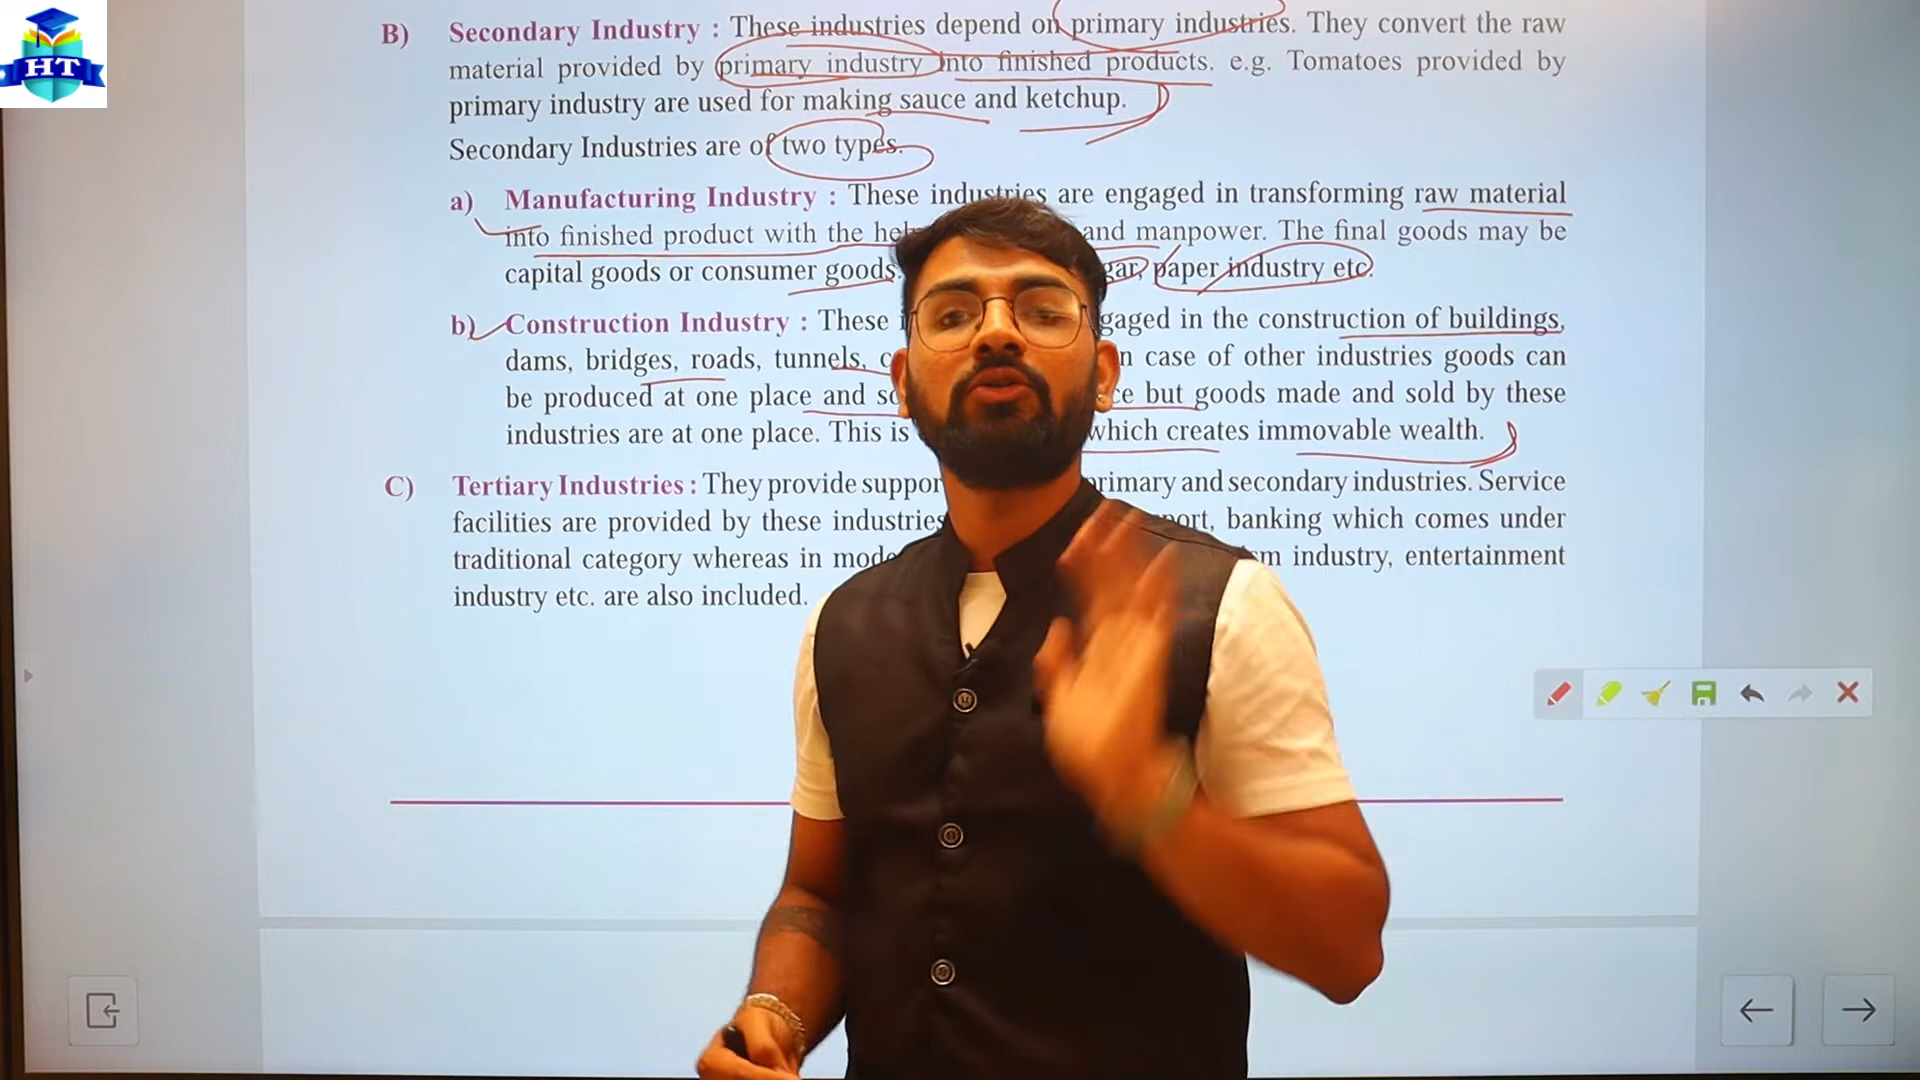 HT
B) Secondary Industry : These industries depend on primary industries. They convert the raw
material provided by primary industry into finished products. e.g. Tomatoes provided by
primary industry are used for making sauce and ketchup.
Secondary Industries are of two types.
a) Manufacturing Industry : These industries are engaged in transforming raw material
into finished product with the and manpower. The final goods may be
capital goods or consumer goods. paper industry etc.
b) Construction Industry : These in the construction of buildings,
dams, bridges, roads, tunnels, case of other industries goods can
be produced at one place and but goods made and sold by these
industries are at one place. This is which creates immovable wealth.
C) Tertiary Industries : They provide primary and secondary industries. Service
facilities are provided by these industries banking which comes under
traditional category whereas in industry, entertainment
industry etc. are also included.